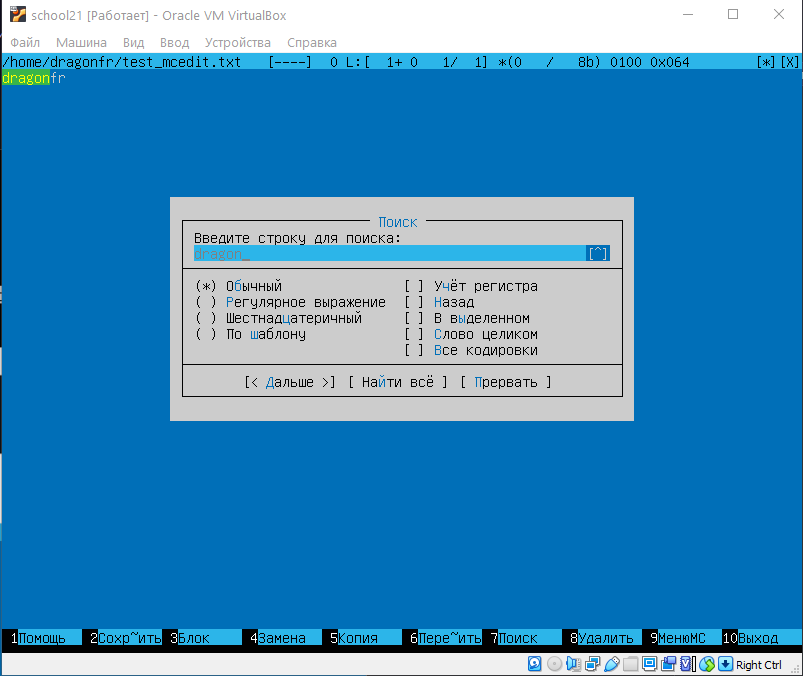 school21 [Работает] - Oracle VM VirtualBox
Файл Машина Вид Ввод Устройства Справка
/home/dragonfr/test_mcedit.txt [----] 0 L:[ 1+ 0 1/ 1] *(0 / 8b) 0100 0x064 [*][X]
dragonfr
Поиск
Введите строку для поиска:
dragon_ [^]
(*) Обычный [ ] Учёт регистра
( ) Регулярное выражение [ ] Назад
( ) Шестнадцатеричный [ ] В выделенном
( ) По шаблону [ ] Слово целиком
[ ] Все кодировки
[< Дальше >] [ Найти всё ] [ Прервать ]
1Помощь 2Сохр~ить 3Блок 4Замена 5Копия 6Пере~ить 7Поиск 8Удалить 9МенюМС 10Выход
Right Ctrl